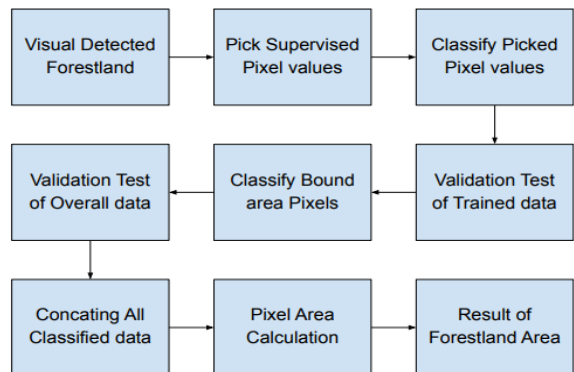 Visual Detected
Forestland
Pick Supervised
Pixel values
Classify Picked
Pixel values
Validation Test
of Trained data
Classify Bound
area Pixels
Validation Test
of Overall data
Concating All
Classified data
Pixel Area
Calculation
Result of
Forestland Area